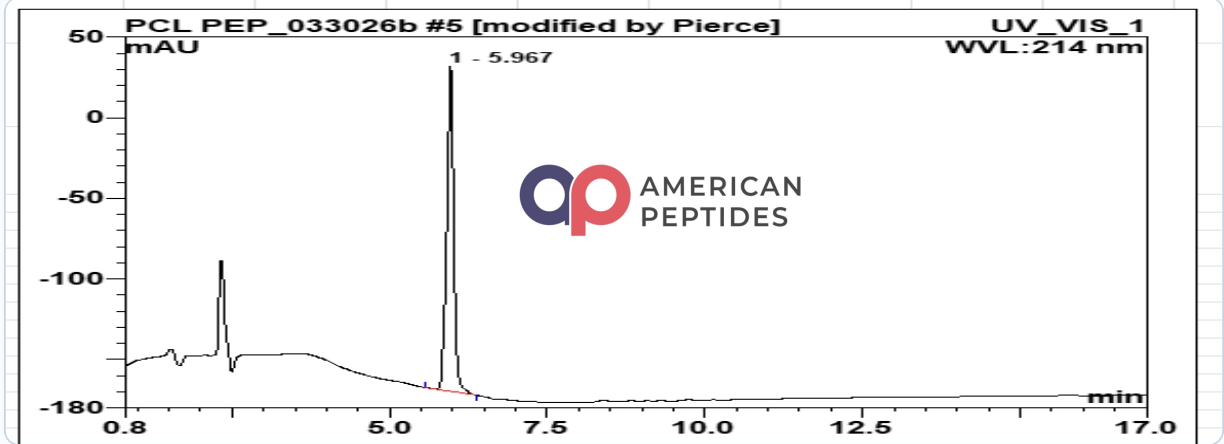 PCL PEP_033026b #5 [modified by Pierce] UV_VIS_1
mAU WVL:214 nm
50
1 - 5.967
0
-50
AMERICAN
PEPTIDES
-100
min
-180
0.8 5.0 7.5 10.0 12.5 17.0